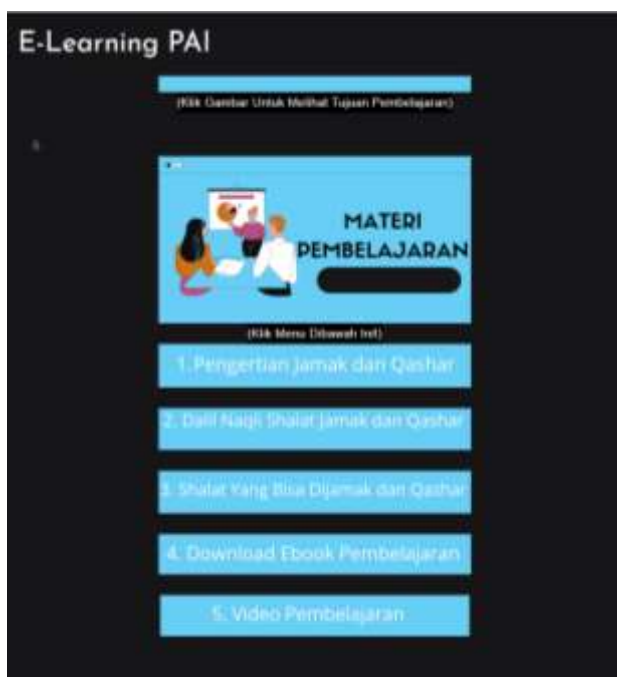 E-Learning PAI
(Klik Gambar Untuk Melihat Tujuan Pembelajaran)
MATERI
PEMBELAJARAN
(Klik Menu Dibawah Ini!)
1.Pengertian Jamak dan Qashar
2. Dalil Naqli Shalat Jamak dan Qashar
3. Shalat Yang Bisa Dijamak dan Qashar
4. Download Ebook Pembelajaran
5. Video Pembelajaran